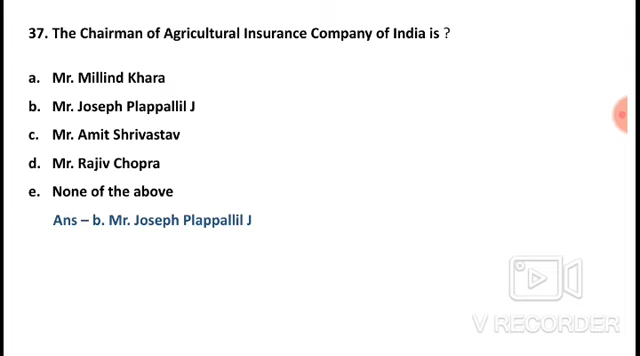 37. The Chairman of Agricultural Insurance Company of India is ?
a. Mr. Millind Khara
b. Mr. Joseph Plappallil J
c. Mr. Amit Shrivastav
d. Mr. Rajiv Chopra
e. None of the above
Ans – b. Mr. Joseph Plappallil J
V RECORDER